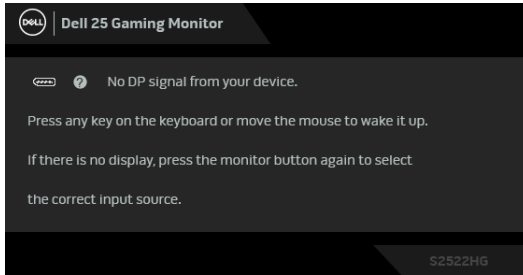 DELL Dell 25 Gaming Monitor
No DP signal from your device.
Press any key on the keyboard or move the mouse to wake it up.
If there is no display, press the monitor button again to select
the correct input source.
S2522HG